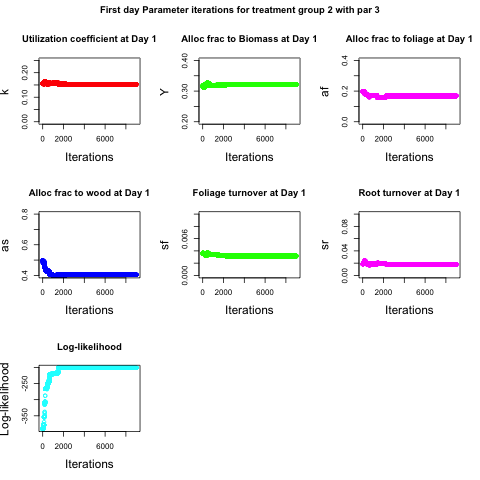 First day Parameter iterations for treatment group 2 with par 3
Utilization coefficient at Day 1
k
0.00 0.10 0.20
0 2000 6000
Iterations
Alloc frac to Biomass at Day 1
Y
0.20 0.30 0.40
0 2000 6000
Iterations
Alloc frac to foliage at Day 1
af
0.0 0.2 0.4
0 2000 6000
Iterations
Alloc frac to wood at Day 1
as
0.4 0.6 0.8
0 2000 6000
Iterations
Foliage turnover at Day 1
sf
0.000 0.006
0 2000 6000
Iterations
Root turnover at Day 1
sr
0.00 0.04 0.08
0 2000 6000
Iterations
Log-likelihood
Log-likelihood
-350 -250
0 2000 6000
Iterations